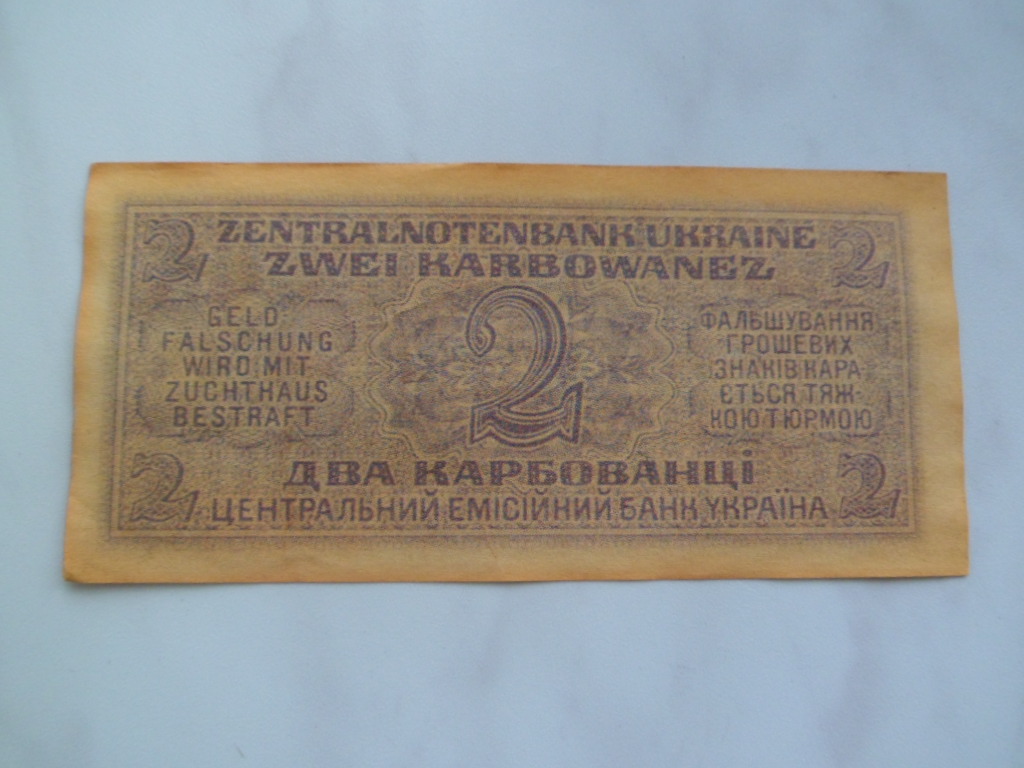 2 ZENTRALNOTENBANK UKRAINE 2
ZWEI KARBOWANEZ
GELD-
FALSCHUNG
WIRD MIT
ZUCHTHAUS
BESTRAFT
2
ФАЛЬШУВАННЯ
ГРОШЕВИХ
ЗНАКІВ КАРА-
ЄТЬСЯ ТЯЖ-
КОЮ ТЮРМОЮ
ДВА КАРБОВАНЦІ
2 ЦЕНТРАЛЬНИЙ ЕМІСІЙНИЙ БАНК УКРАЇНА 2